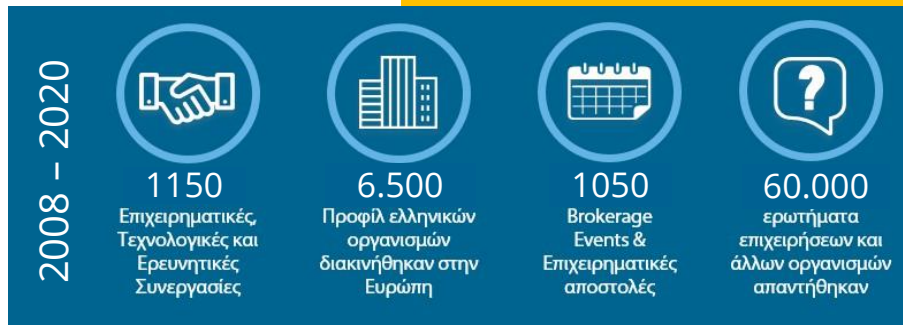 2008 – 2020
1150
Επιχειρηματικές,
Τεχνολογικές και
Ερευνητικές
Συνεργασίες
6.500
Προφίλ ελληνικών
οργανισμών
διακινήθηκαν στην
Ευρώπη
1050
Brokerage
Events &
Επιχειρηματικές
αποστολές
?
60.000
ερωτήματα
επιχειρήσεων και
άλλων οργανισμών
απαντήθηκαν